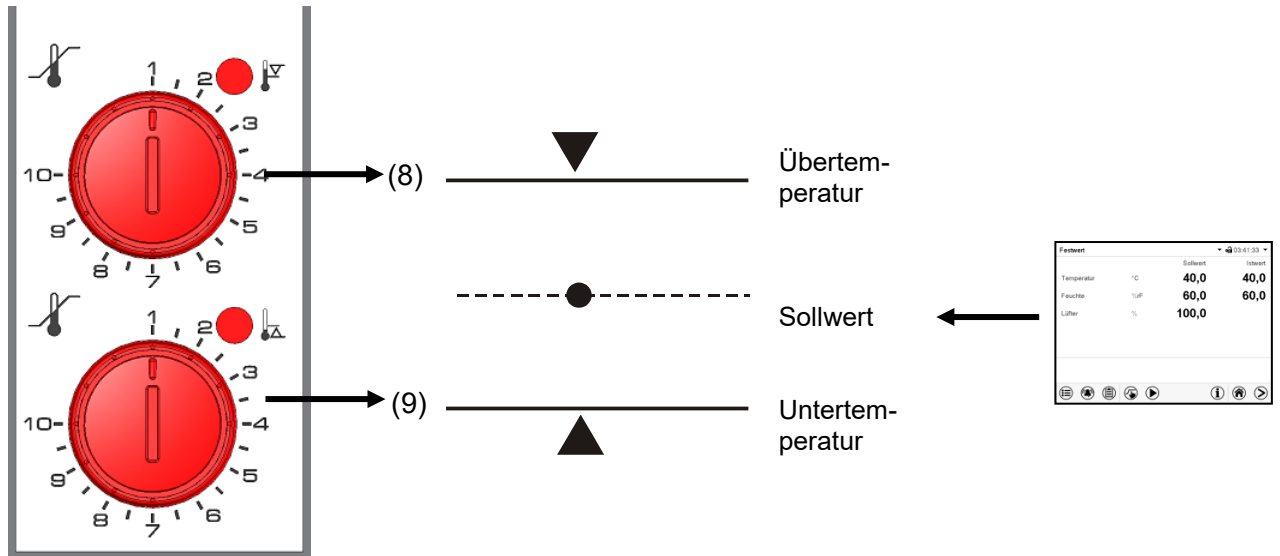 1
2
3
4
5
6
7
8
9
10
(8)
Übertem-
peratur
1
2
3
4
5
6
7
8
9
10
(9)
Untertem-
peratur
Sollwert
Festwert 03:41:33
Sollwert Istwert
Temperatur °C 40,0 40,0
Feuchte %rF 60,0 60,0
Lüfter % 100,0